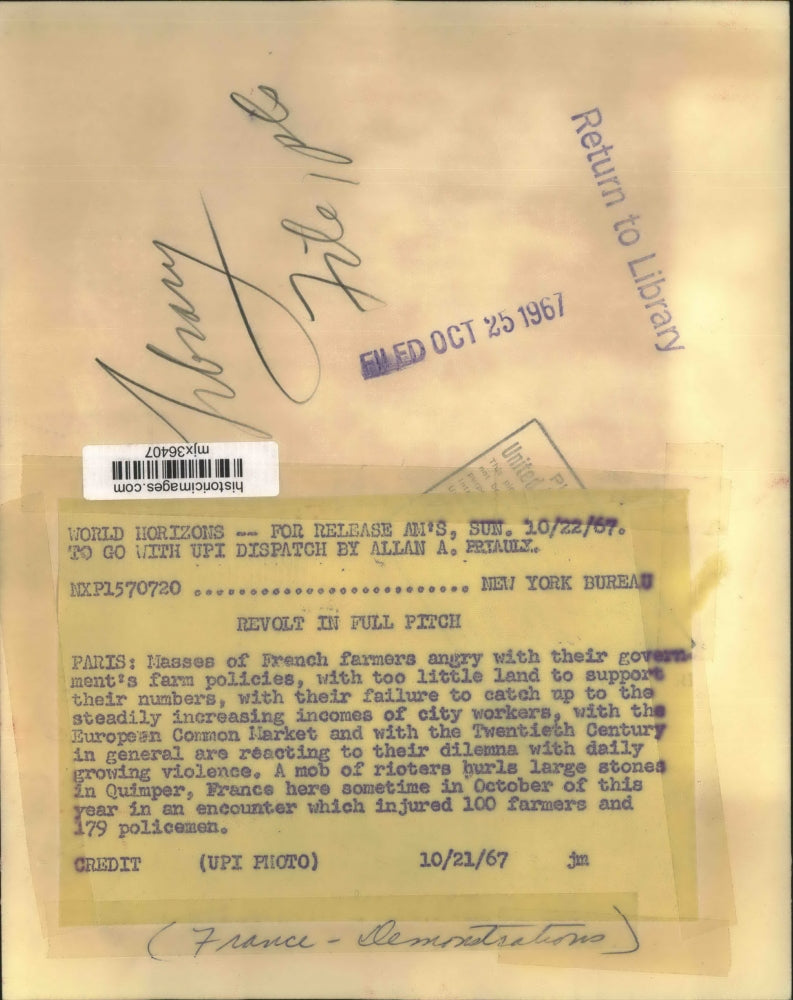 Library
File, pls
Return to Library
FILED OCT 25 1967
mjx36407
historicimages.com
United
WORLD HORIZONS -- FOR RELEASE AM'S, SUN. 10/22/67.
TO GO WITH UPI DISPATCH BY ALLAN A. PRIAULX.
NXP1570720 ........................... NEW YORK BUREAU
REVOLT IN FULL PITCH
PARIS: Masses of French farmers angry with their govern-
ment's farm policies, with too little land to support
their numbers, with their failure to catch up to the
steadily increasing incomes of city workers, with the
European Common Market and with the Twentieth Century
in general are reacting to their dilemna with daily
growing violence. A mob of rioters hurls large stones
in Quimper, France here sometime in October of this
year in an encounter which injured 100 farmers and
179 policemen.
CREDIT (UPI PHOTO) 10/21/67 jm
(France - Demonstrations)